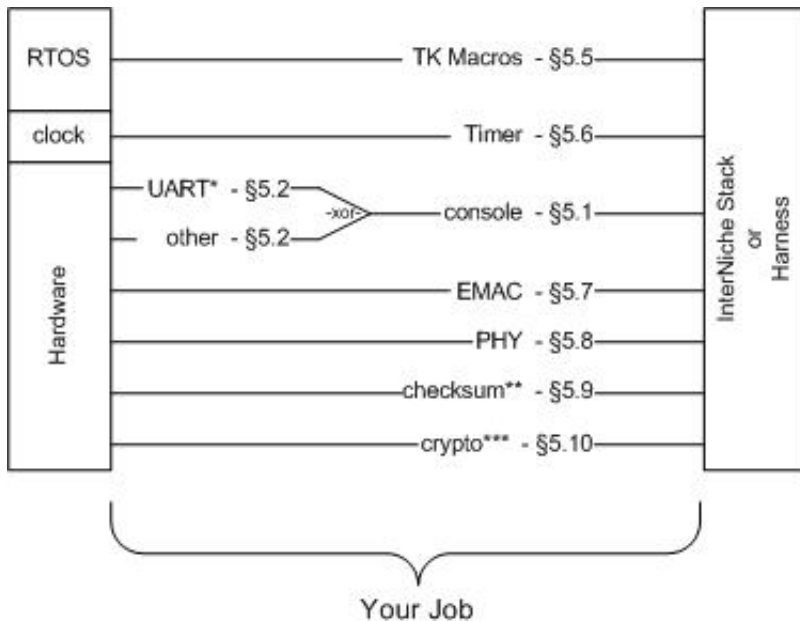 RTOS
TK Macros - §5.5
clock
Timer - §5.6
UART* - §5.2
-xor-
console - §5.1
other - §5.2
Hardware
EMAC - §5.7
PHY - §5.8
checksum** - §5.9
crypto*** - §5.10
InterNiche Stack
or
Harness
Your Job